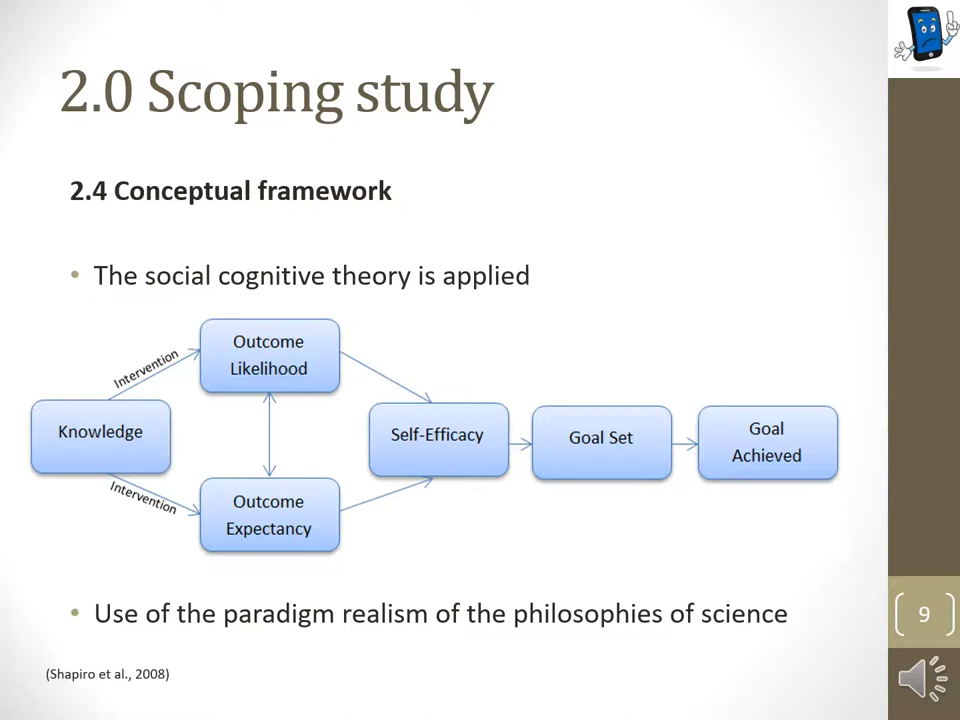 2.0 Scoping study
2.4 Conceptual framework
• The social cognitive theory is applied
Intervention
Outcome
Likelihood
Knowledge
Intervention
Outcome
Expectancy
Self-Efficacy
Goal Set
Goal
Achieved
• Use of the paradigm realism of the philosophies of science
9
(Shapiro et al., 2008)